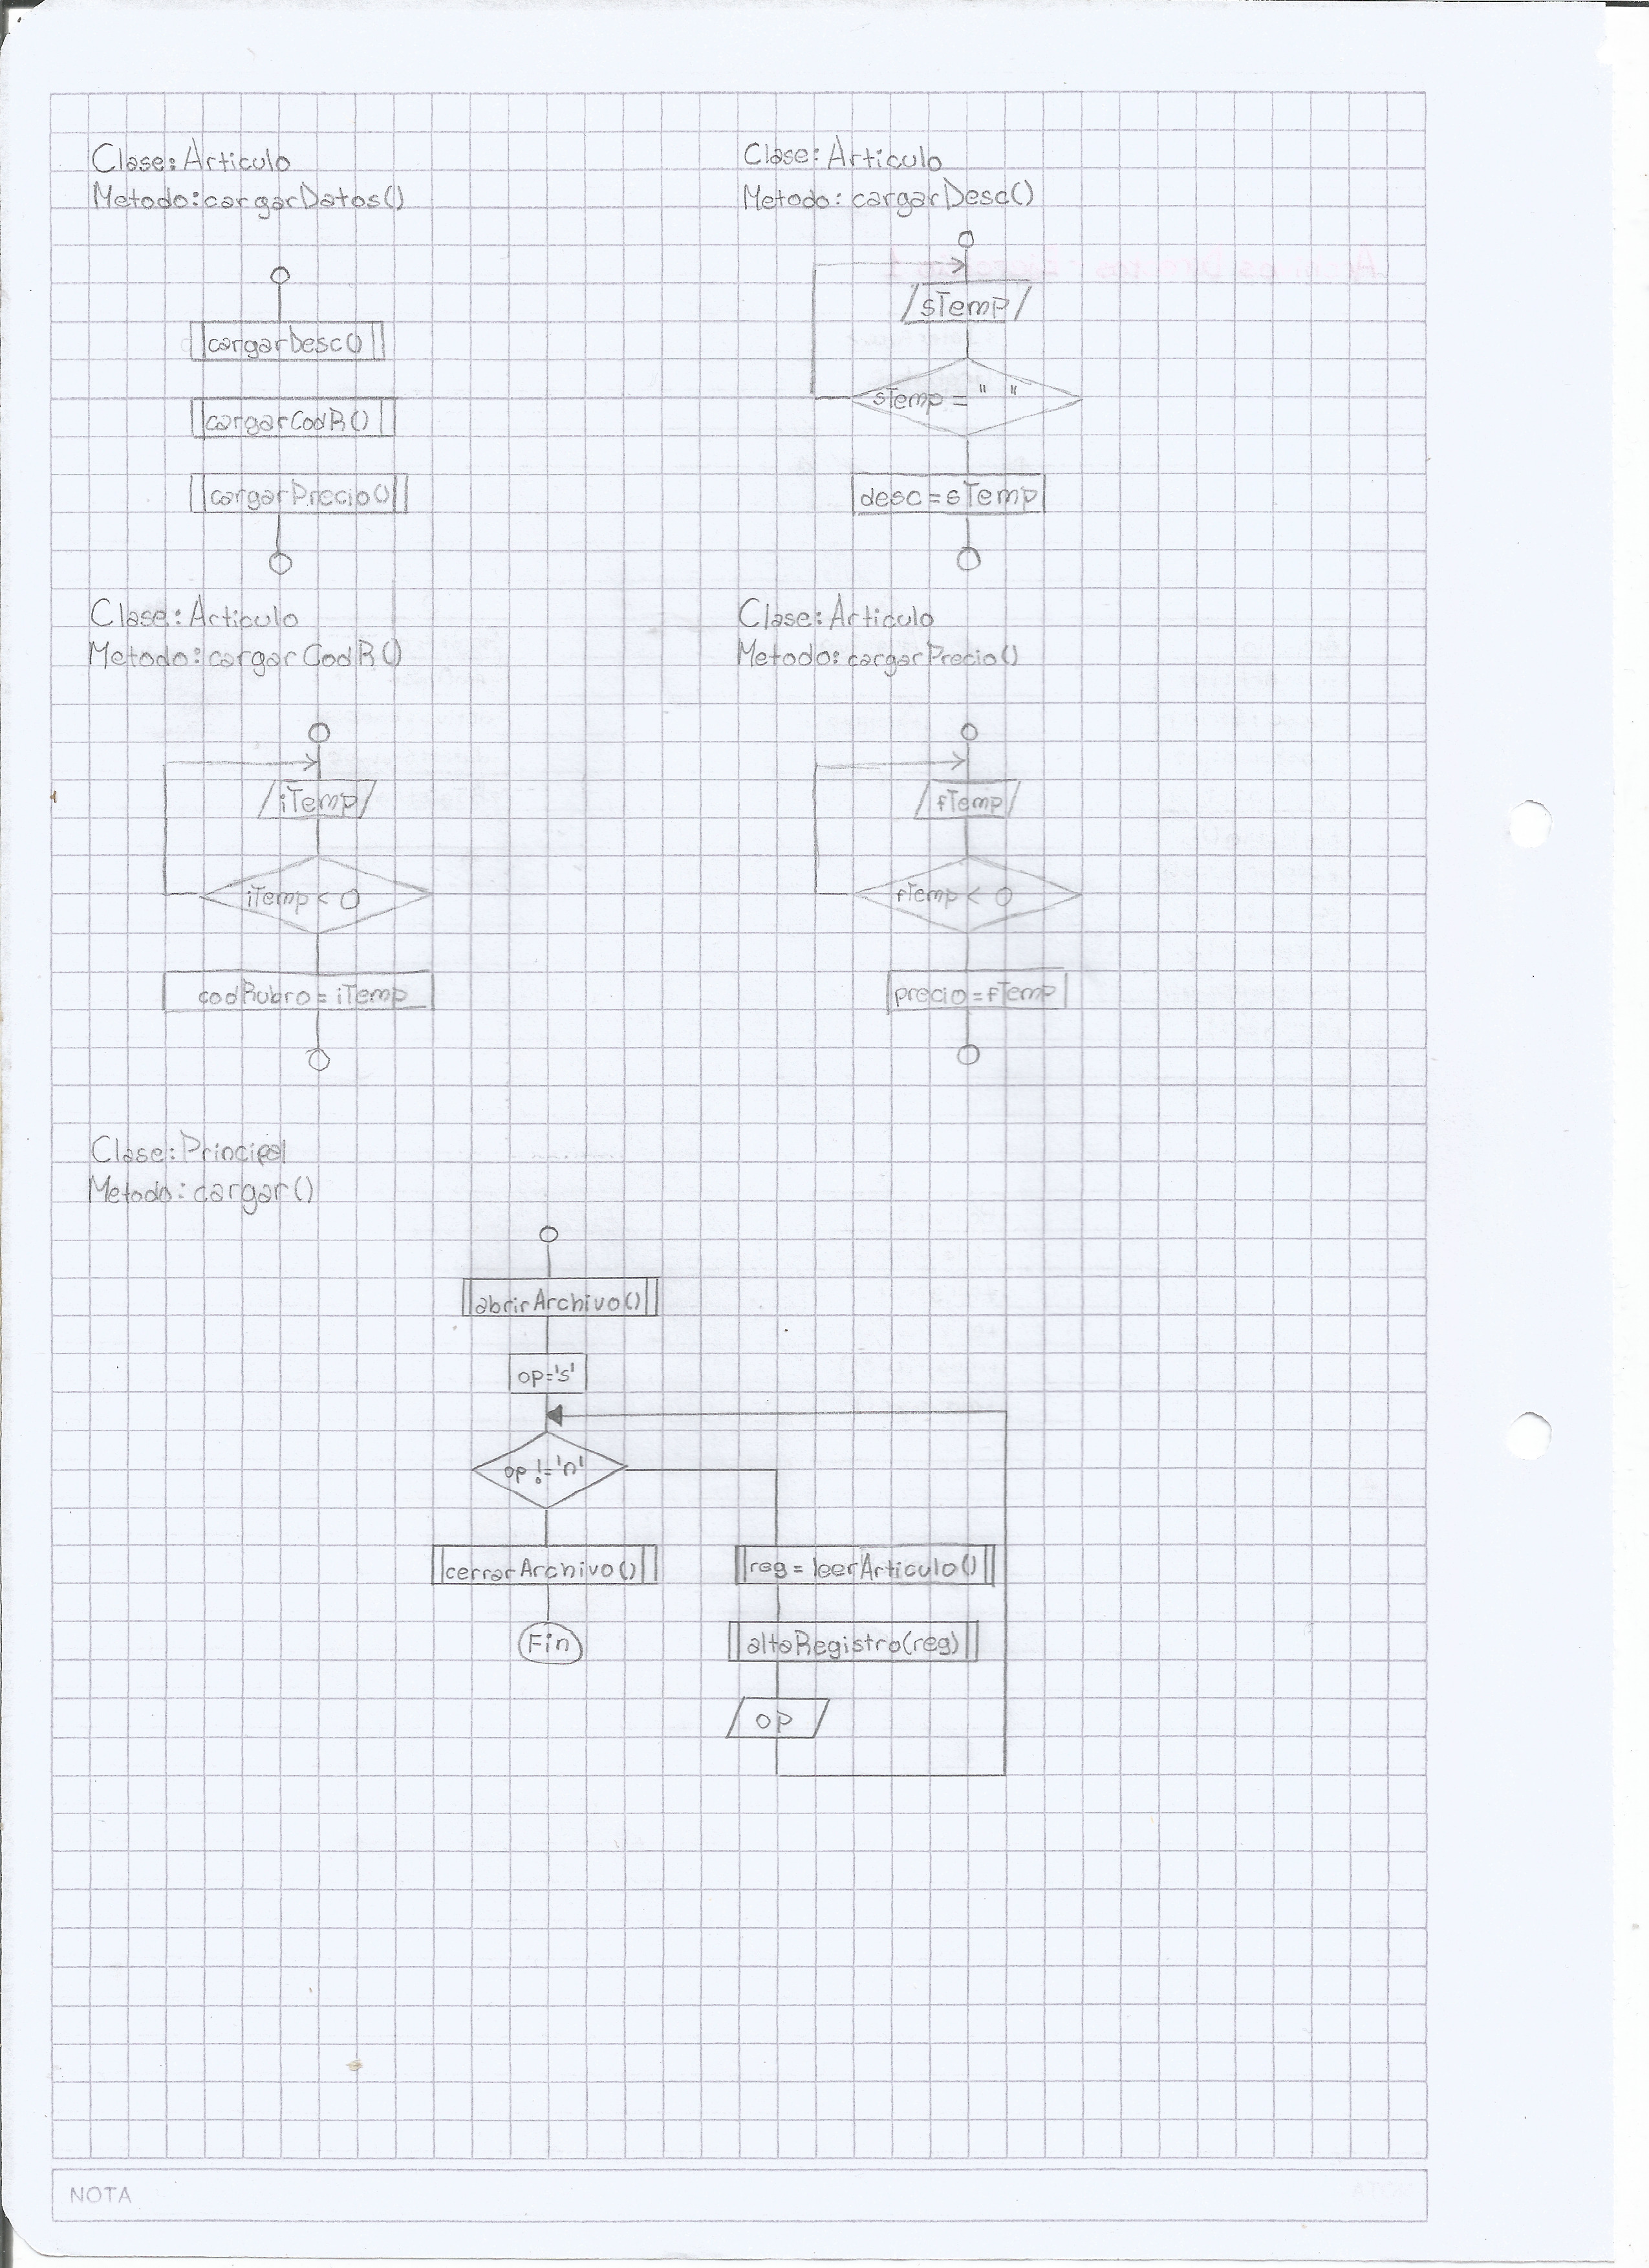 Clase: Articulo
Metodo: cargarDatos()
cargarDesc()
cargarCodR()
cargarPrecio()
Clase: Articulo
Metodo: cargarDesc()
sTemp
sTemp = " "
desc = sTemp
Clase: Articulo
Metodo: cargarCodR()
iTemp
iTemp < 0
codRubro = iTemp
Clase: Articulo
Metodo: cargarPrecio()
fTemp
fTemp < 0
precio = fTemp
Clase: Principal
Metodo: cargar()
abrirArchivo()
op='s'
op != 'n'
cerrarArchivo()
Fin
reg = leerArticulo()
altaRegistro(reg)
op
NOTA